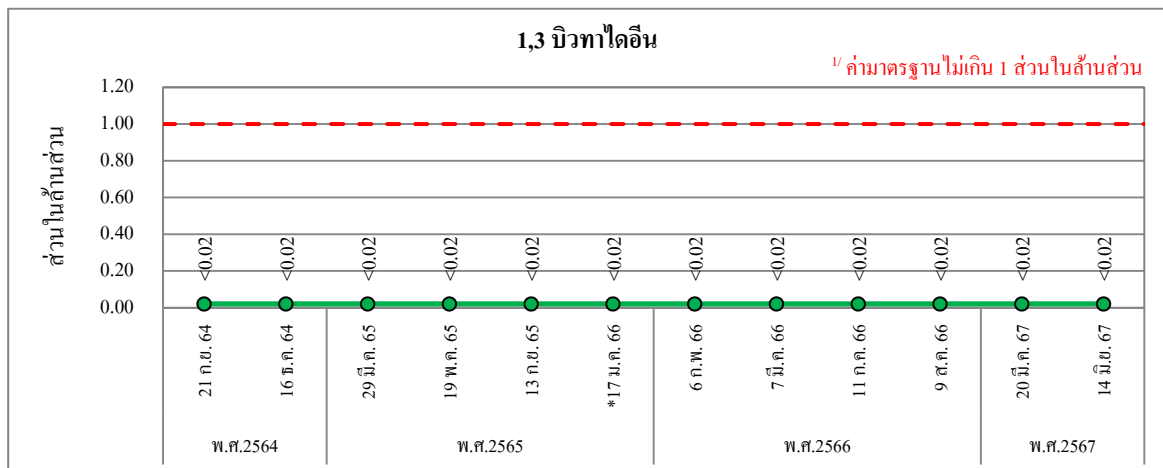 1,3 บิวทาไดอีน
1/ ค่ามาตรฐานไม่เกิน 1 ส่วนในล้านส่วน
ส่วนในล้านส่วน
1.20
1.00
0.80
0.60
0.40
0.20
0.00
<0.02
<0.02
<0.02
<0.02
<0.02
<0.02
<0.02
<0.02
<0.02
<0.02
<0.02
<0.02
21 ก.ย. 64
16 ธ.ค. 64
29 มี.ค. 65
19 พ.ค. 65
13 ก.ย. 65
*17 ม.ค. 66
6 ก.พ. 66
7 มี.ค. 66
11 ก.ค. 66
9 ส.ค. 66
20 มี.ค. 67
14 มิ.ย. 67
พ.ศ.2564
พ.ศ.2565
พ.ศ.2566
พ.ศ.2567